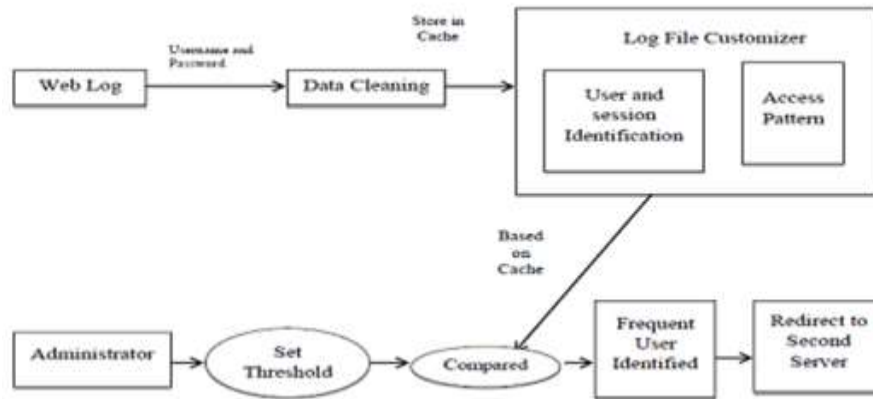 Store in
Cache
Log File Customizer
Username and
Password
Web Log
Data Cleaning
User and
session
Identification
Access
Pattern
Based
on
Cache
Administrator
Set
Threshold
Compared
Frequent
User
Identified
Redirect to
Second
Server